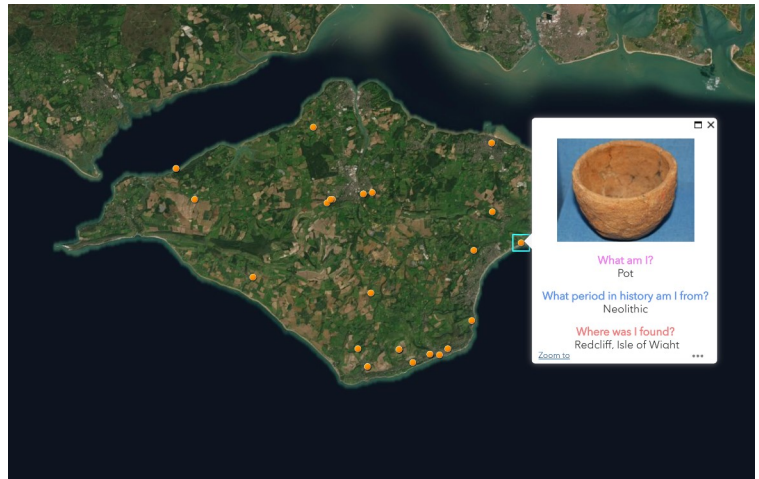 What am I?
Pot
What period in history am I from?
Neolithic
Where was I found?
Redcliff, Isle of Wight
Zoom to